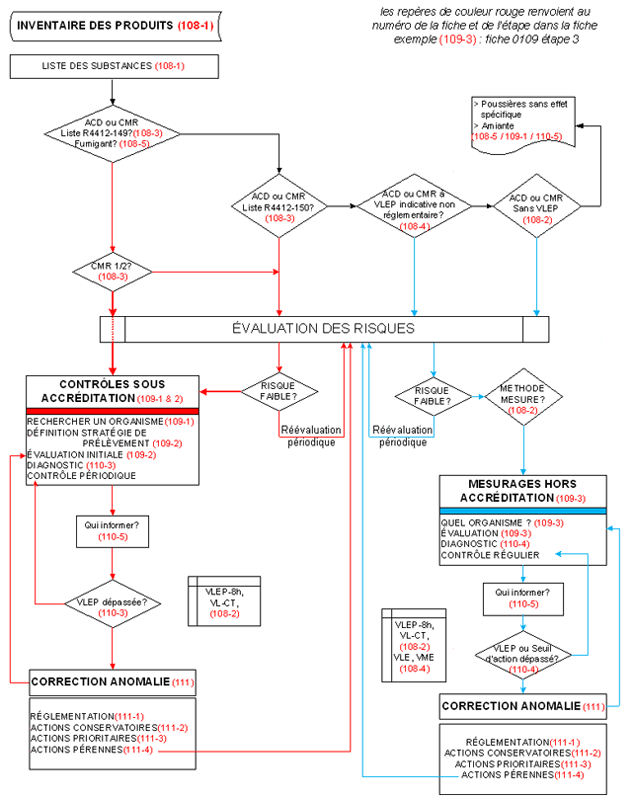 les repères de couleur rouge renvoient au
numéro de la fiche et de l'étape dans la fiche
exemple (109-3) : fiche 0109 étape 3
INVENTAIRE DES PRODUITS (108-1)
LISTE DES SUBSTANCES (108-1)
ACD ou CMR
Liste R4412-149? (108-3)
Fumigant? (108-5)
> Poussières sans effet
spécifique
> Amiante
(108-5 / 109-1 / 110-5)
ACD ou CMR
Liste R4412-150?
(108-3)
ACD ou CMR à
VLEP indicative non
réglementaire ?
(108-4)
ACD ou CMR
Sans VLEP
(108-2)
CMR 1/2?
(108-3)
ÉVALUATION DES RISQUES
CONTRÔLES SOUS
ACCRÉDITATION (109-1 & 2)
RECHERCHER UN ORGANISME (109-1)
DÉFINITION STRATÉGIE DE
PRÉLÈVEMENT (109-2)
ÉVALUATION INITIALE (109-2)
DIAGNOSTIC (110-3)
CONTRÔLE PÉRIODIQUE
RISQUE
FAIBLE ?
Réévaluation
périodique
RISQUE
FAIBLE ?
Réévaluation
périodique
METHODE
MESURE ?
(108-2)
MESURAGES HORS
ACCRÉDITATION (109-3)
QUEL ORGANISME ? (109-3)
ÉVALUATION (109-3)
DIAGNOSTIC (110-4)
CONTRÔLE RÉGULIER
Qui informer?
(110-5)
VLEP dépassée?
(110-3)
VLEP-8h,
VL-CT,
(108-2)
Qui informer?
(110-5)
VLEP-8h,
VL-CT,
(108-2)
VLE, VME
(108-4)
VLEP ou Seuil
d'action dépassé?
(110-4)
CORRECTION ANOMALIE (111)
RÉGLEMENTATION (111-1)
ACTIONS CONSERVATOIRES (111-2)
ACTIONS PRIORITAIRES (111-3)
ACTIONS PÉRENNES (111-4)
CORRECTION ANOMALIE (111)
RÉGLEMENTATION (111-1)
ACTIONS CONSERVATOIRES (111-2)
ACTIONS PRIORITAIRES (111-3)
ACTIONS PÉRENNES (111-4)